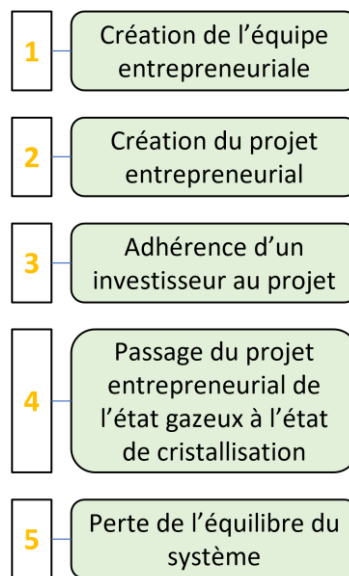 1
Création de l’équipe
entrepreneuriale
2
Création du projet
entrepreneurial
3
Adhérence d’un
investisseur au projet
4
Passage du projet
entrepreneurial de
l’état gazeux à l’état
de cristallisation
5
Perte de l’équilibre du
système